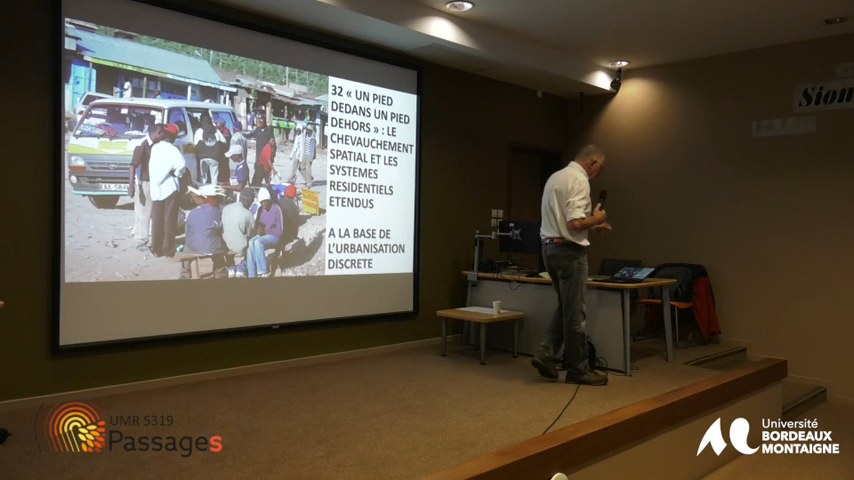 32 « UN PIED
DEDANS UN PIED
DEHORS » : LE
CHEVAUCHEMENT
SPATIAL ET LES
SYSTEMES
RESIDENTIELS
ETENDUS
A LA BASE DE
L'URBANISATION
DISCRETE
Sion
UMR 5319
Passages
Université
BORDEAUX
MONTAIGNE